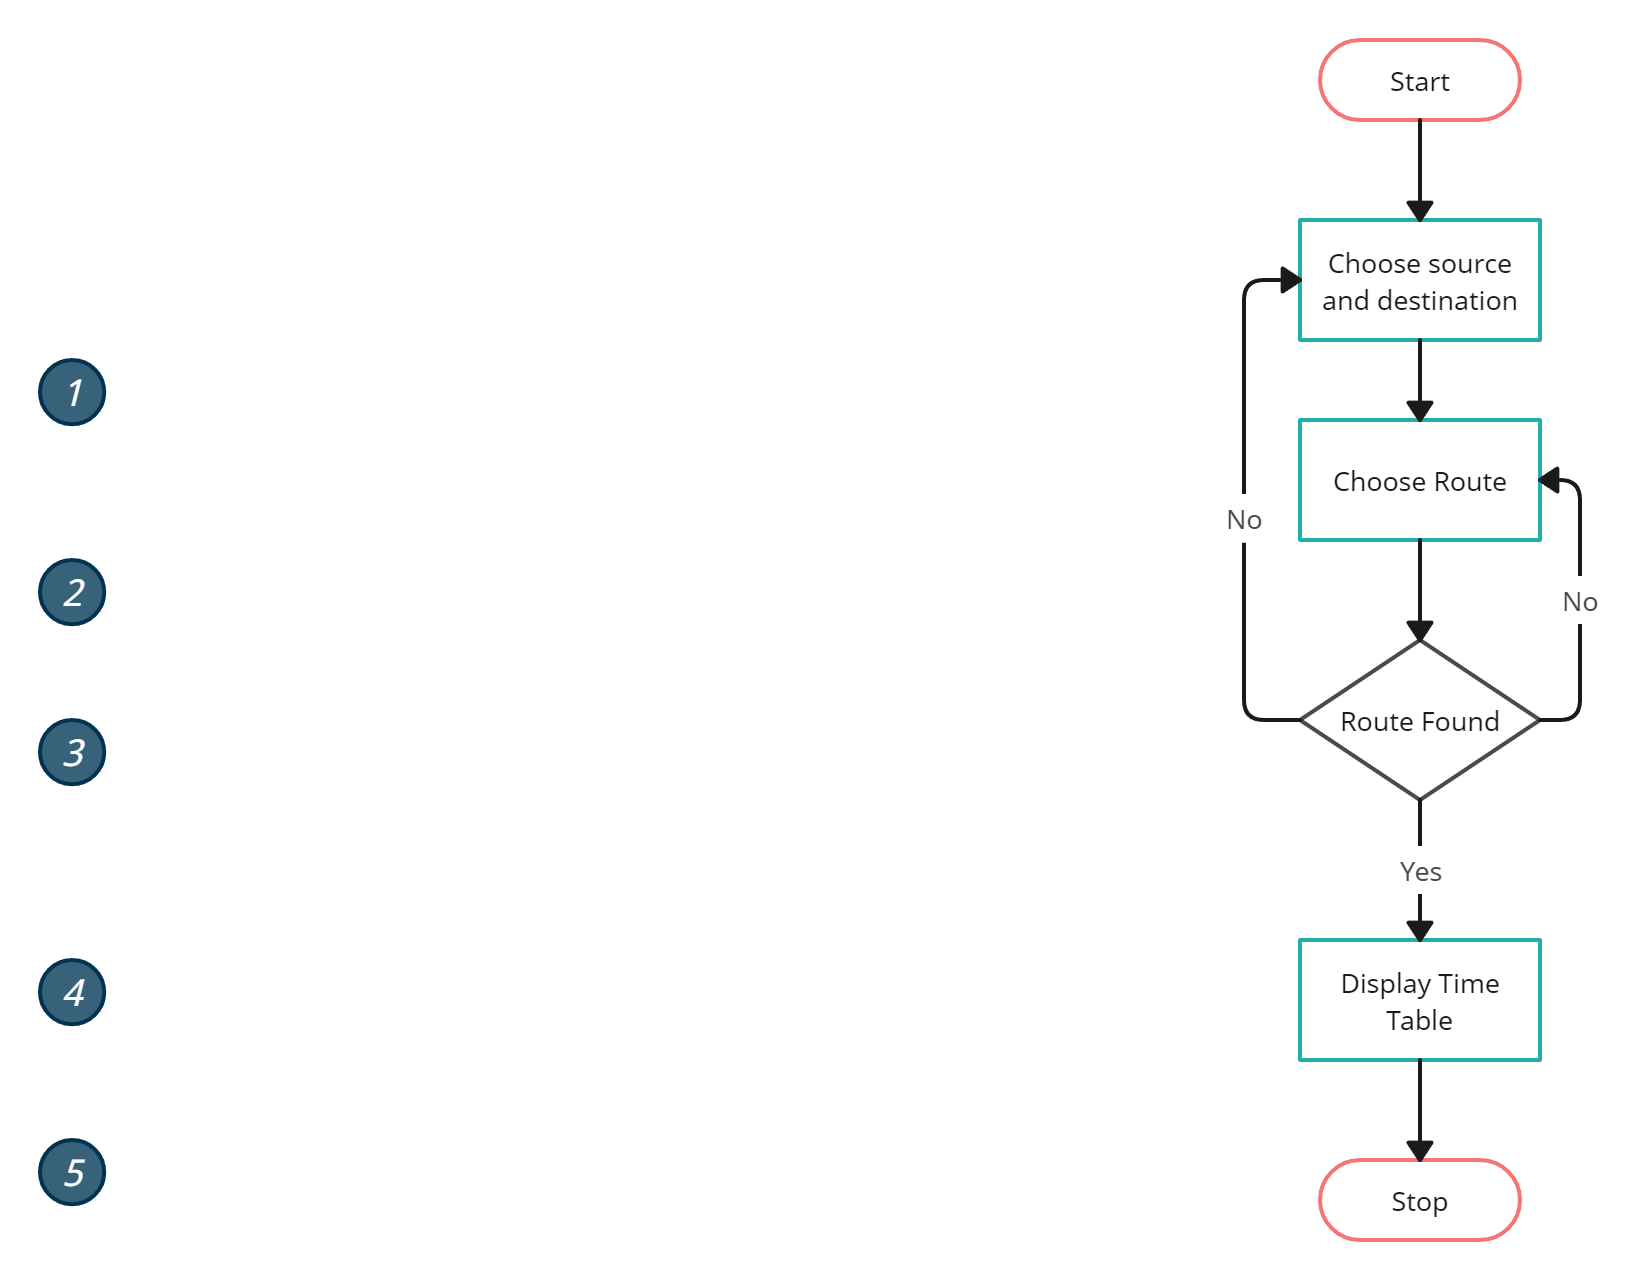 Start
Choose source
and destination
1
Choose Route
No
2
No
Route Found
3
Yes
Display Time
Table
4
5
Stop